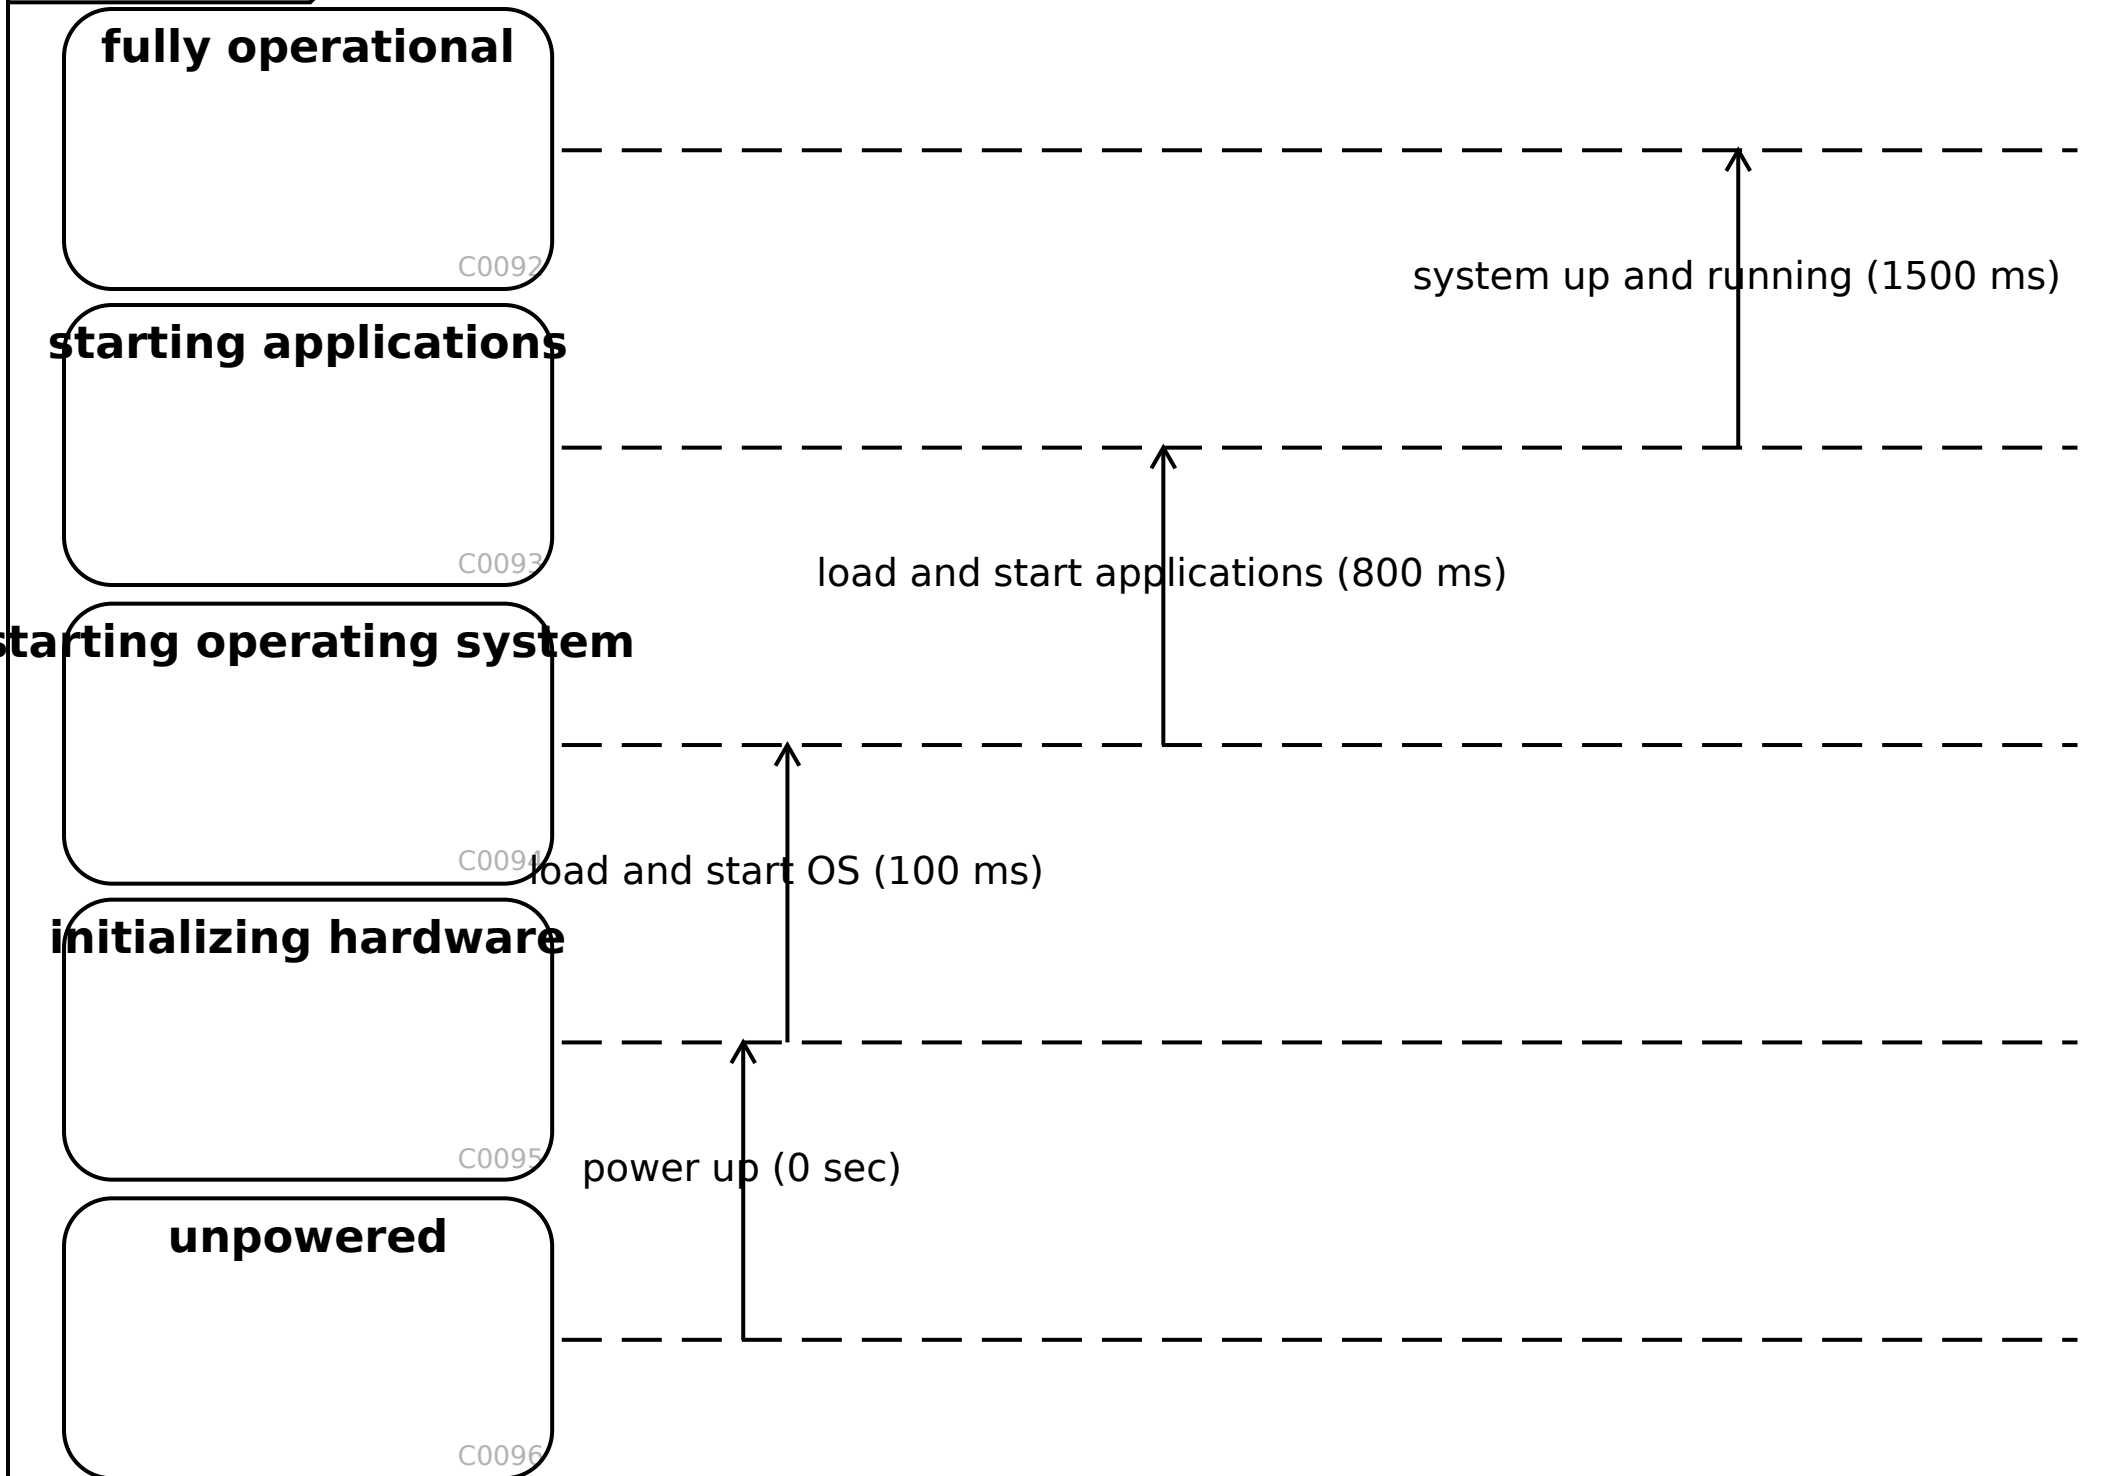 fully operational
C0092
system up and running (1500 ms)
starting applications
C0093
load and start applications (800 ms)
starting operating system
C0094
load and start OS (100 ms)
initializing hardware
C0095
power up (0 sec)
unpowered
C0096